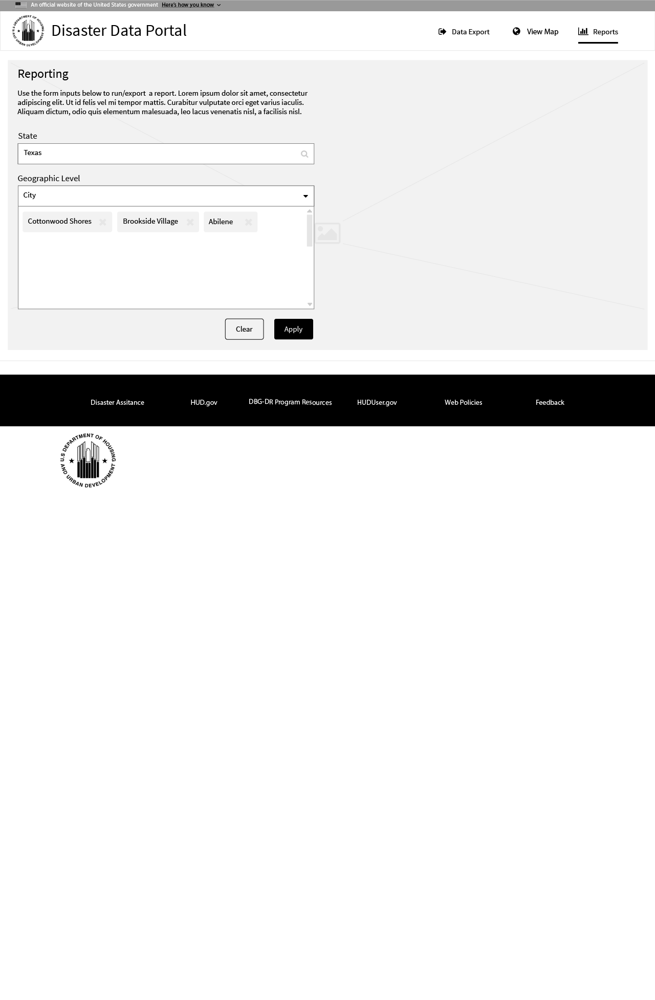 An official website of the United States government Here's how you know
U.S DEPARTMENT OF HOUSING AND URBAN DEVELOPMENT
Disaster Data Portal
Data Export
View Map
Reports
Reporting
Use the form inputs below to run/export a report. Lorem ipsum dolor sit amet, consectetur
adipiscing elit. Ut id felis vel mi tempor mattis. Curabitur vulputate orci eget varius iaculis.
Aliquam dictum, odio quis elementum malesuada, leo lacus venenatis nisl, a facilisis nisl.
State
Texas
Geographic Level
City
Cottonwood Shores
Brookside Village
Abilene
Clear
Apply
Disaster Assitance
HUD.gov
DBG-DR Program Resources
HUDUser.gov
Web Policies
Feedback
U.S DEPARTMENT OF HOUSING AND URBAN DEVELOPMENT